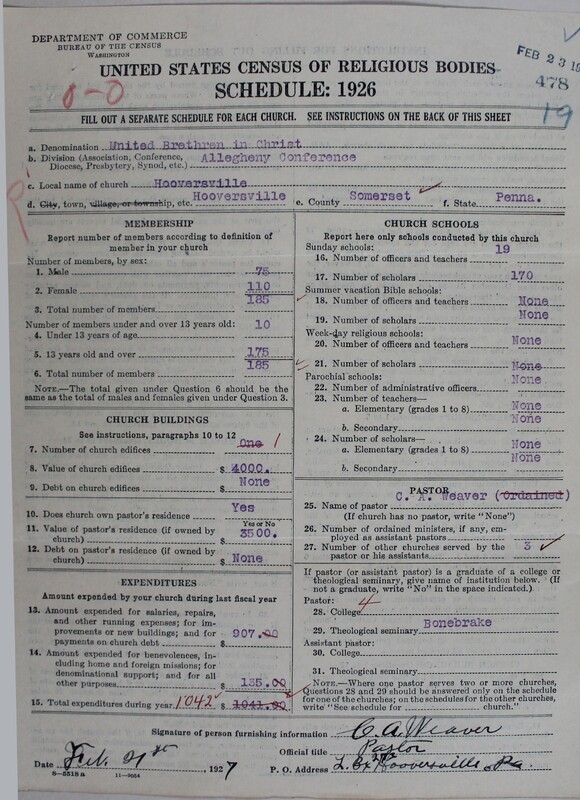 DEPARTMENT OF COMMERCE
BUREAU OF THE CENSUS
WASHINGTON
FEB 23 19
478
19
UNITED STATES CENSUS OF RELIGIOUS BODIES
SCHEDULE: 1926
0-0
FILL OUT A SEPARATE SCHEDULE FOR EACH CHURCH. SEE INSTRUCTIONS ON THE BACK OF THIS SHEET
a. Denomination United Brethren in Christ
b. Division (Association, Conference, Diocese, Presbytery, Synod, etc.) Allegheny Conference
c. Local name of church Hooversville
d. City, town, village, or township, etc Hooversville e. County Somerset f. State Penna.
MEMBERSHIP
Report number of members according to definition of
member in your church
Number of members, by sex:
1. Male 75
2. Female 110
3. Total number of members 185
Number of members under and over 13 years old:
4. Under 13 years of age 10
5. 13 years old and over 175
6. Total number of members 185
NOTE.—The total given under Question 6 should be
same as the total of males and females given under Question 3.
CHURCH BUILDINGS
See instructions, paragraphs 10 to 12
7. Number of church edifices One 1
8. Value of church edifices $ 4000.
9. Debt on church edifices $ None
10. Does church own pastor's residence Yes
Yes or No
11. Value of pastor's residence (if owned by
church) $ 3500.
12. Debt on pastor's residence (if owned by
church) $ None
EXPENDITURES
Amount expended by your church during last fiscal year
13. Amount expended for salaries, repairs,
and other running expenses; for im-
provements or new buildings; and for
payments on church debt $ 907.00
14. Amount expended for benevolences, in-
cluding home and foreign missions; for
denominational support; and for all
other purposes $ 135.00
15. Total expenditures during year 1042 $ 1041.00
CHURCH SCHOOLS
Report here only schools conducted by this church
Sunday schools:
16. Number of officers and teachers 19
17. Number of scholars 170
Summer vacation Bible schools:
18. Number of officers and teachers None
19. Number of scholars None
Week-day religious schools:
20. Number of officers and teachers None
21. Number of scholars None
Parochial schools:
22. Number of administrative officers None
23. Number of teachers—
a. Elementary (grades 1 to 8) None
b. Secondary None
24. Number of scholars—
a. Elementary (grades 1 to 8) None
b. Secondary None
PASTOR
25. Name of pastor C. A. Weaver (Ordained)
(If church has no pastor, write "None")
26. Number of ordained ministers, if any, em-
ployed as assistant pastors
27. Number of other churches served by the
pastor or his assistants 3
If pastor (or assistant pastor) is a graduate of a college or
theological seminary, give name of institution below. (If
not a graduate, write "No" in the space indicated.)
Pastor:
28. College 4
29. Theological seminary Bonebrake
Assistant pastor:
30. College
31. Theological seminary
NOTE.—Where one pastor serves two or more churches,
Questions 28 and 29 should be answered only on the schedule
for one of the churches; on the schedules for the other churches,
write "See schedule for church."
Signature of person furnishing information C. A. Weaver
Official title Pastor
Date Feb. 21st, 1927 P. O. Address Hooversville, Pa.
8-5518a 11-9054